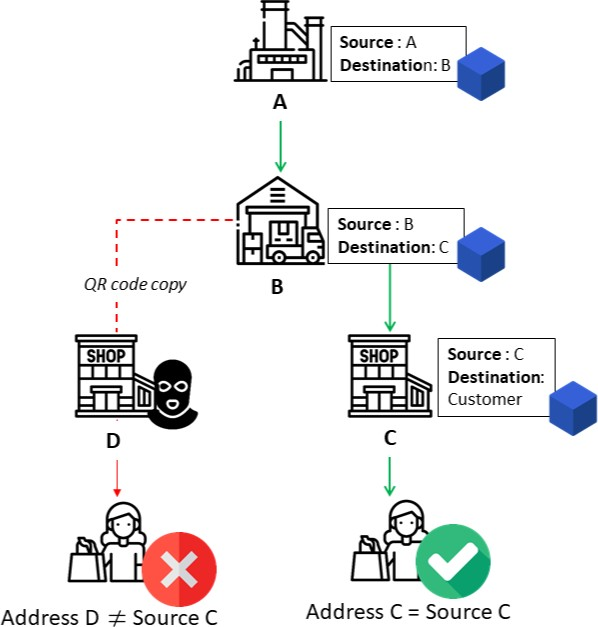 Source : A
Destination: B
A
Source : B
Destination: C
B
QR code copy
SHOP
D
SHOP
C
Source : C
Destination:
Customer
Address D ≠ Source C
Address C = Source C